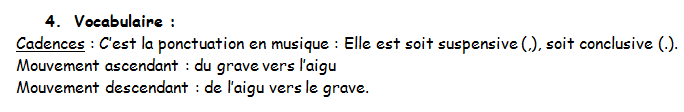 4. Vocabulaire :
Cadences : C'est la ponctuation en musique : Elle est soit suspensive (,), soit conclusive (.).
Mouvement ascendant : du grave vers l'aigu
Mouvement descendant : de l'aigu vers le grave.